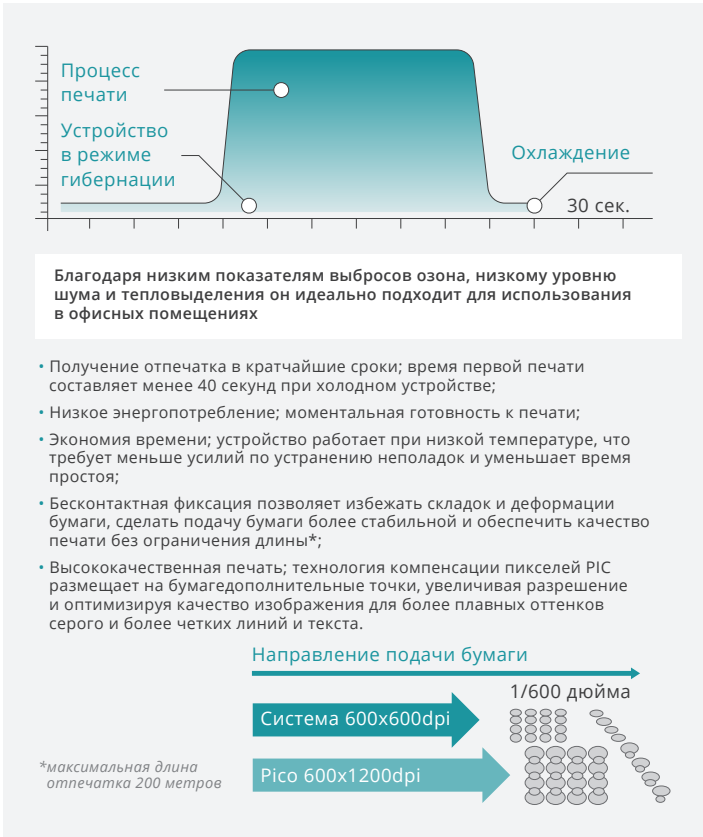 Процесс
печати
Устройство
в режиме
гибернации
Охлаждение
30 сек.
Благодаря низким показателям выбросов озона, низкому уровню
шума и тепловыделения он идеально подходит для использования
в офисных помещениях
• Получение отпечатка в кратчайшие сроки; время первой печати
составляет менее 40 секунд при холодном устройстве;
• Низкое энергопотребление; моментальная готовность к печати;
• Экономия времени; устройство работает при низкой температуре, что
требует меньше усилий по устранению неполадок и уменьшает время
простоя;
• Бесконтактная фиксация позволяет избежать складок и деформации
бумаги, сделать подачу бумаги более стабильной и обеспечить качество
печати без ограничения длины*;
• Высококачественная печать; технология компенсации пикселей PIC
размещает на бумагедополнительные точки, увеличивая разрешение
и оптимизируя качество изображения для более плавных оттенков
серого и более четких линий и текста.
Направление подачи бумаги
1/600 дюйма
Система 600x600dpi
Pico 600x1200dpi
*максимальная длина
отпечатка 200 метров